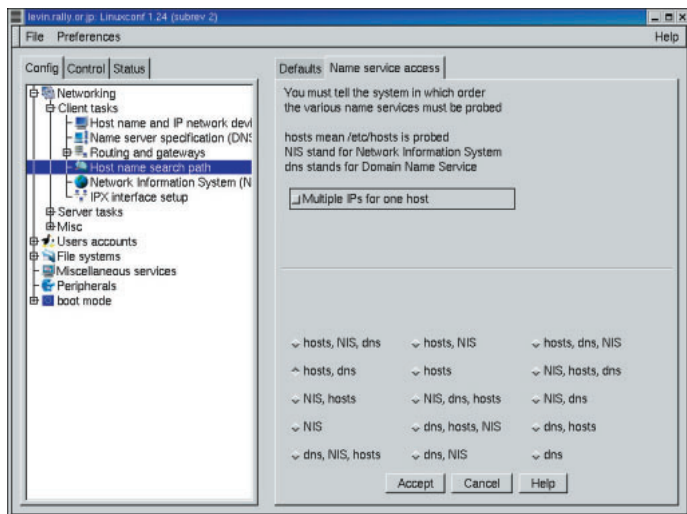 levin.rally.or.jp: Linuxconf 1.24 (subrev 2)
File Preferences Help
Config Control Status
Networking
Client tasks
Host name and IP network devi
Name server specification (DNS
Routing and gateways
Host name search path
Network Information System (N
IPX interface setup
Server tasks
Misc
Users accounts
File systems
Miscellaneous services
Peripherals
boot mode
Defaults Name service access
You must tell the system in which order
the various name services must be probed
hosts mean /etc/hosts is probed
NIS stand for Network Information System
dns stands for Domain Name Service
Multiple IPs for one host
hosts, NIS, dns hosts, NIS hosts, dns, NIS
hosts, dns hosts NIS, hosts, dns
NIS, hosts NIS, dns, hosts NIS, dns
NIS dns, hosts, NIS dns, hosts
dns, NIS, hosts dns, NIS dns
Accept Cancel Help